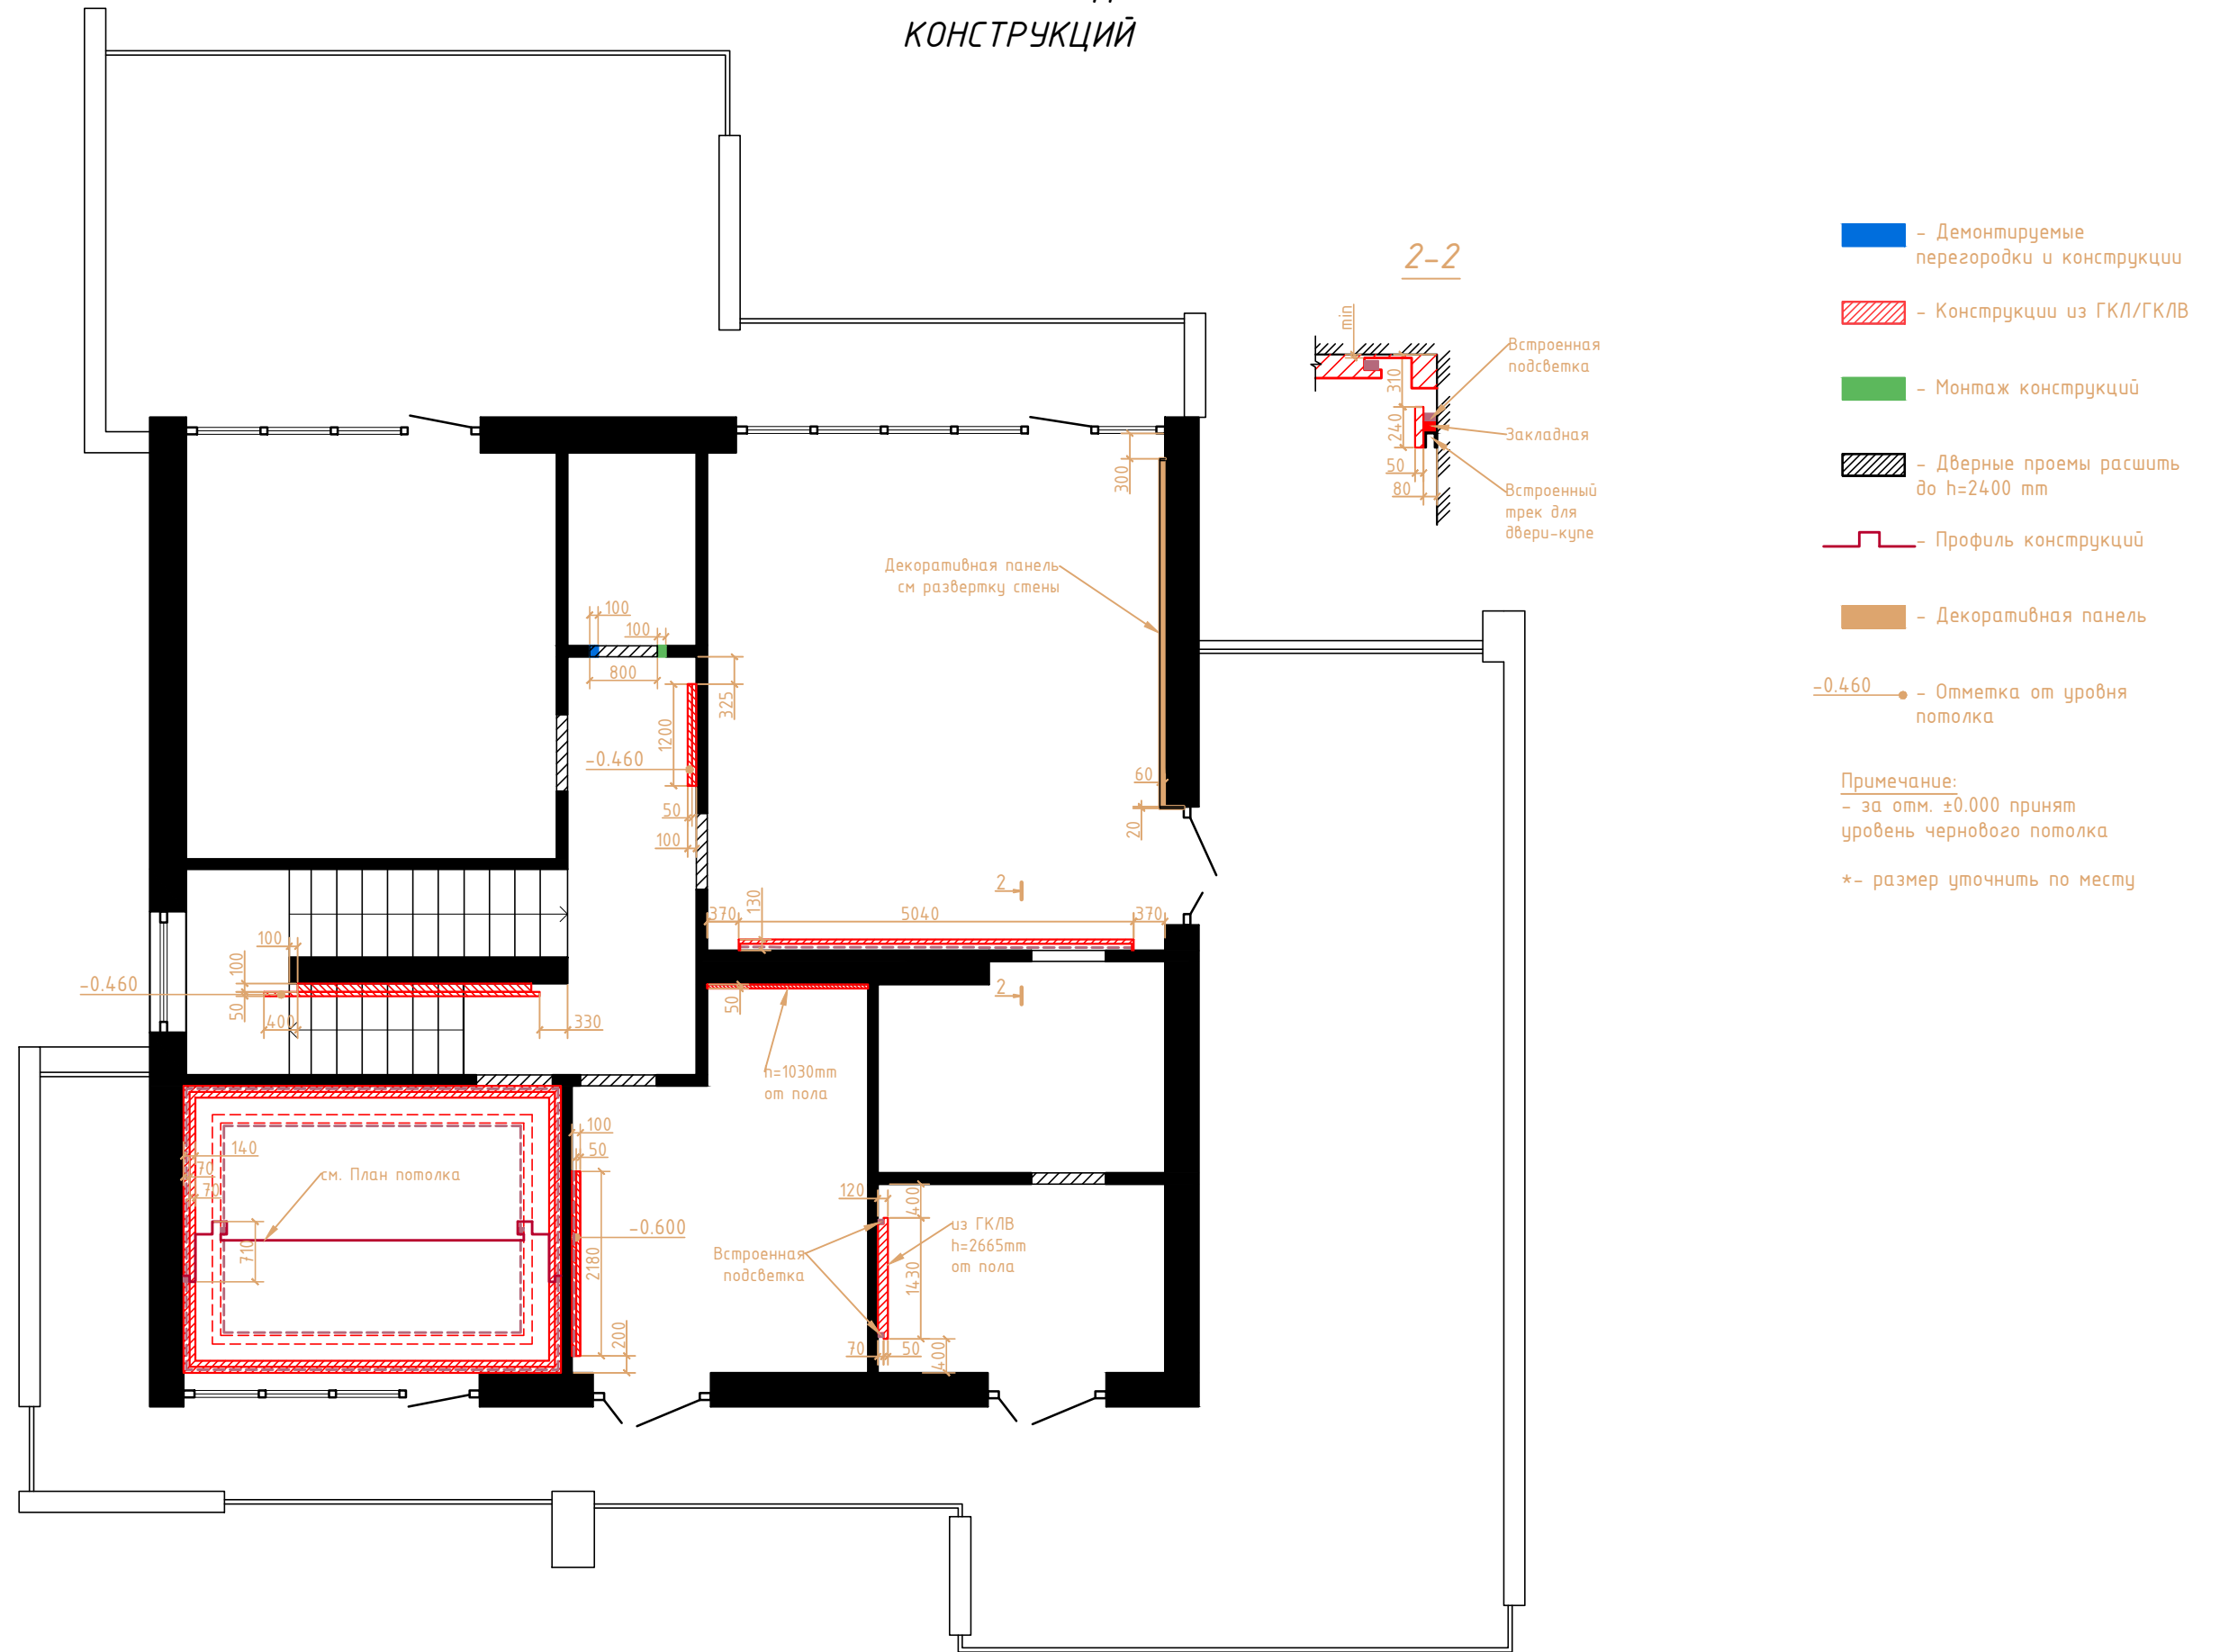 КОНСТРУКЦИЙ
2-2
min
310
240
50
80
Встроенная
подсветка
Закладная
Встроенный
трек для
двери-купе
- Демонтируемые
перегородки и конструкции
- Конструкции из ГКЛ/ГКЛВ
- Монтаж конструкций
- Дверные проемы расшить
до h=2400 mm
- Профиль конструкций
- Декоративная панель
-0.460
- Отметка от уровня
потолка
Примечание:
- за отм. ±0.000 принят
уровень чернового потолка
*- размер уточнить по месту
300
Декоративная панель
см развертку стены
100
100
800
325
1200
-0.460
50
100
60
20
2
370
130
5040
370
100
100
-0.460
50
400
330
50
2
h=1030mm
от пола
100
50
140
70
70
см. План потолка
710
-0.600
2180
200
120
400
из ГКЛВ
h=2665mm
от пола
Встроенная
подсветка
1430
70
50
400